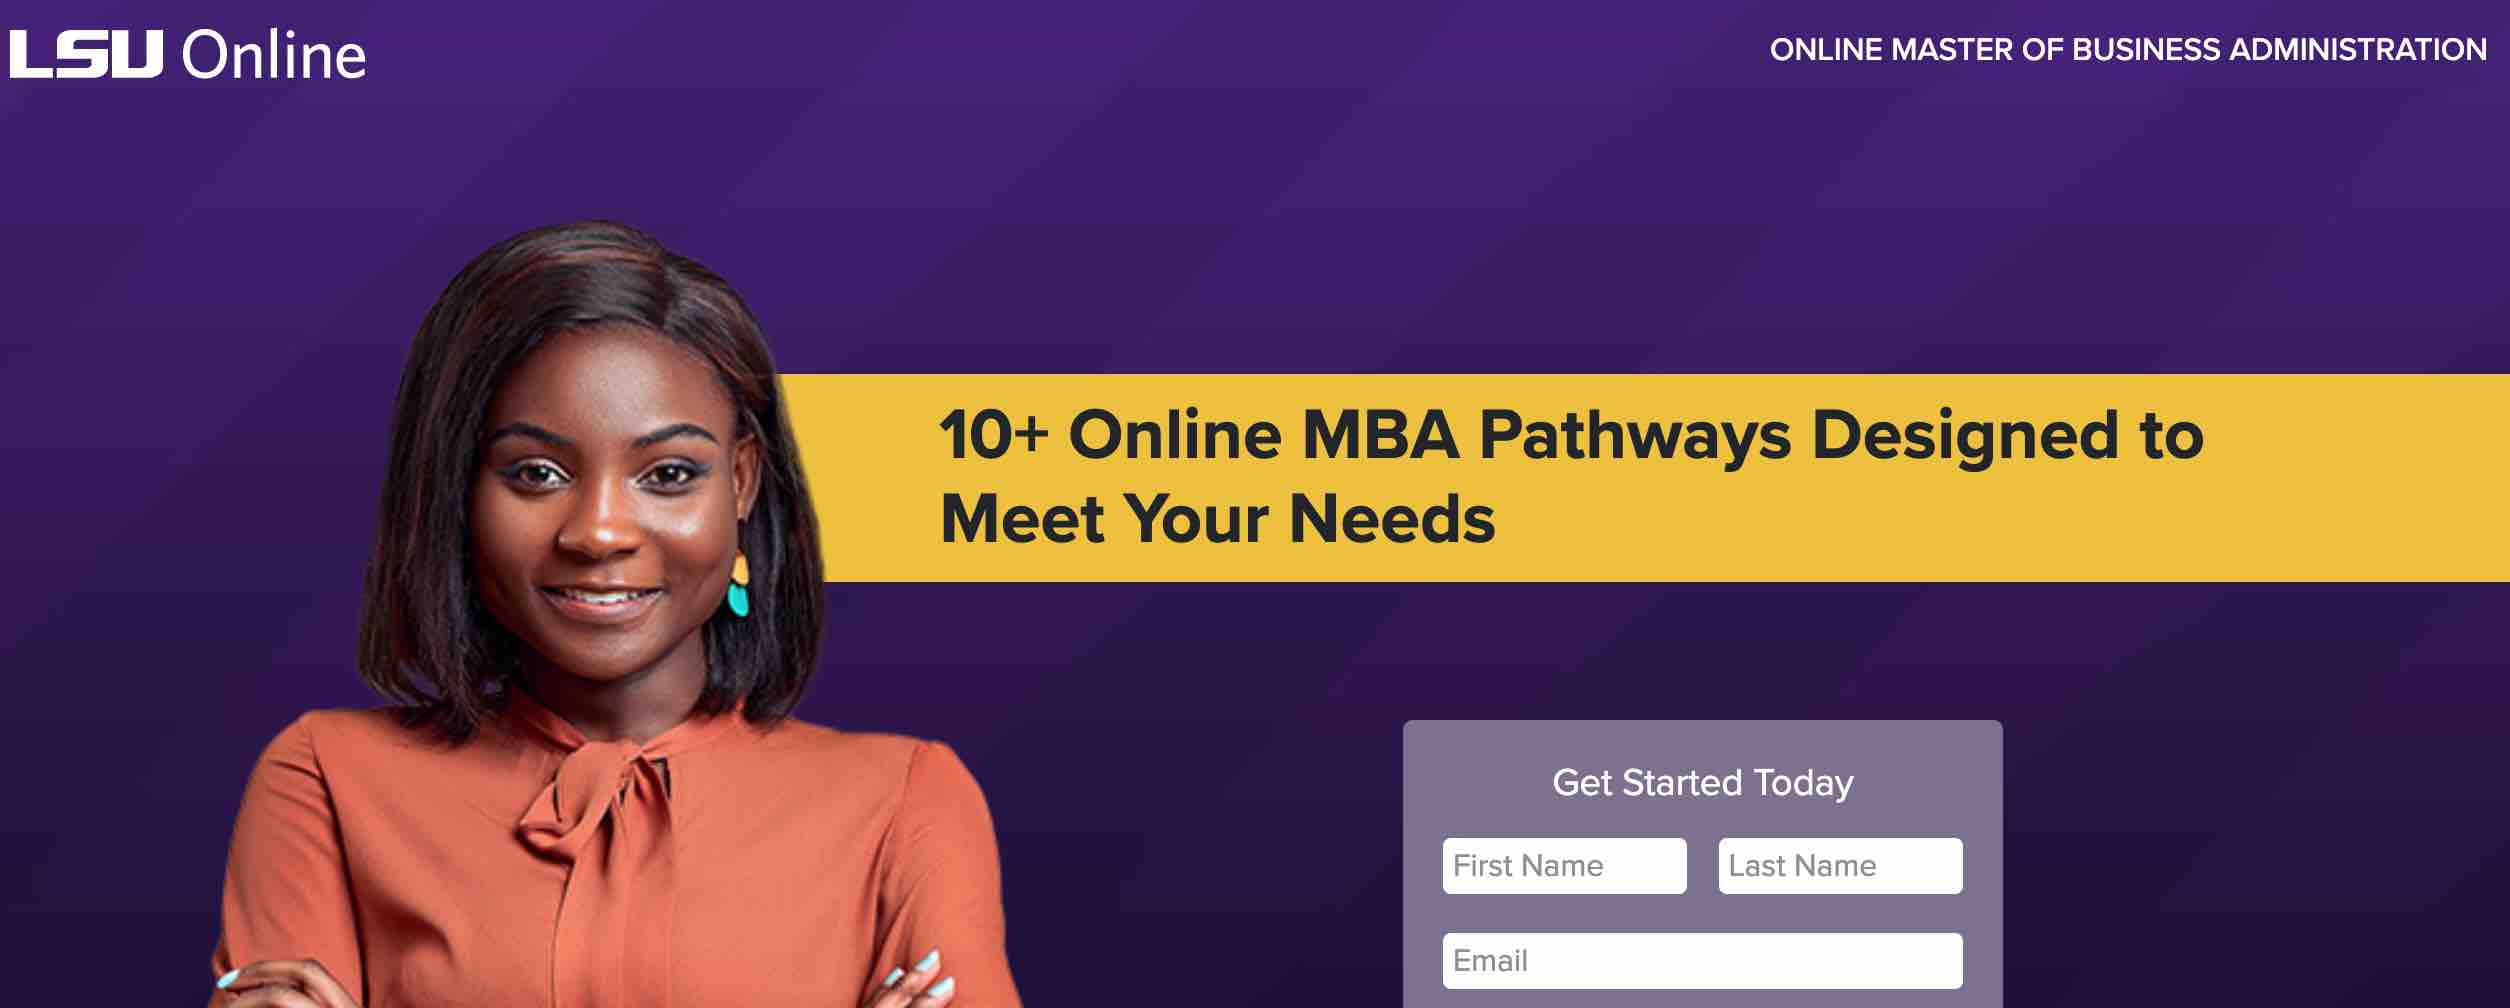 LSU Online
ONLINE MASTER OF BUSINESS ADMINISTRATION
10+ Online MBA Pathways Designed to
Meet Your Needs
Get Started Today
First Name
Last Name
Email